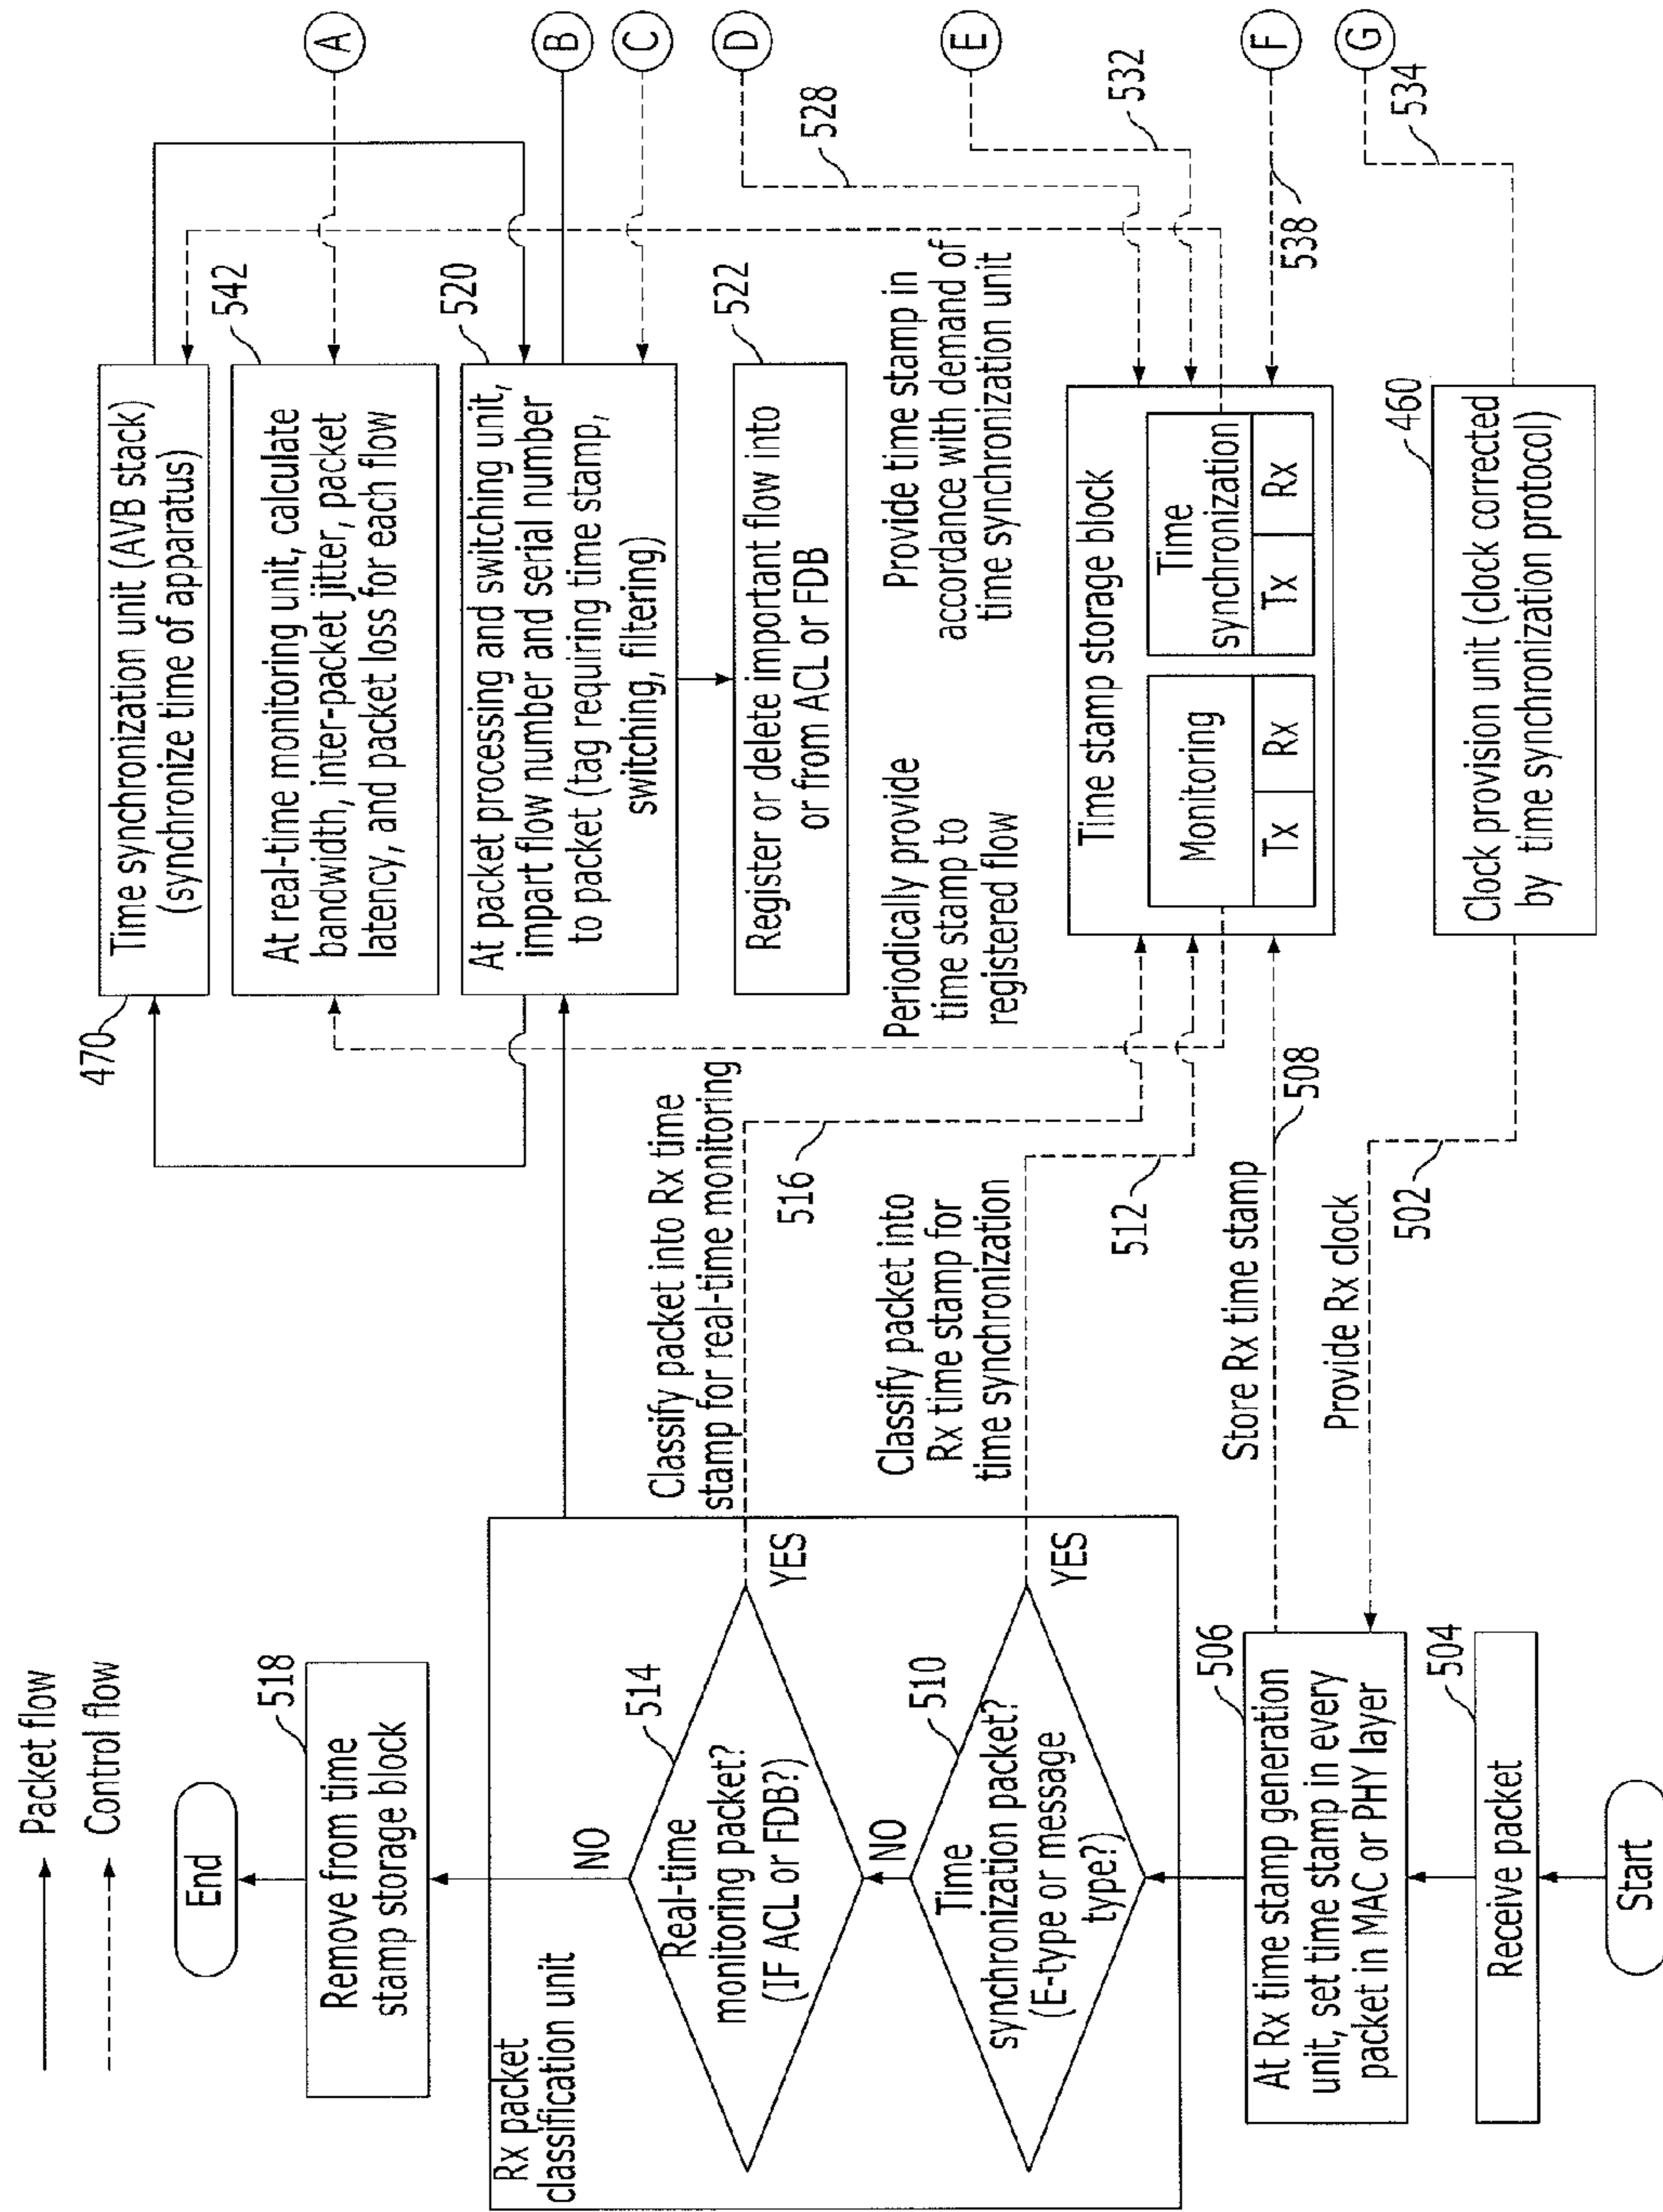 Packet flow
Control flow
End
518
Remove from time
stamp storage block
Rx packet
classification unit
NO
514
Real-time
monitoring packet?
(IF ACL or FDB?)
YES
NO
510
Time
synchronization packet?
(E-type or message
type?)
YES
506
At Rx time stamp generation
unit, set time stamp in every
packet in MAC or PHY layer
504
Receive packet
Start
Classify packet into Rx time
stamp for real-time monitoring
516
Classify packet into
Rx time stamp for
time synchronization
512
Store Rx time stamp
508
Provide Rx clock
502
470
Time synchronization unit (AVB stack)
(synchronize time of apparatus)
542
At real-time monitoring unit, calculate
bandwidth, inter-packet jitter, packet
latency, and packet loss for each flow
520
At packet processing and switching unit,
impart flow number and serial number
to packet (tag requiring time stamp,
switching, filtering)
522
Register or delete important flow into
or from ACL or FDB
Periodically provide
time stamp to
registered flow
Provide time stamp in
accordance with demand of
time synchronization unit
Time stamp storage block
Monitoring
Tx
Rx
Time
synchronization
Tx
Rx
460
Clock provision unit (clock corrected
by time synchronization protocol)
A
B
C
D
528
E
532
F
538
G
534